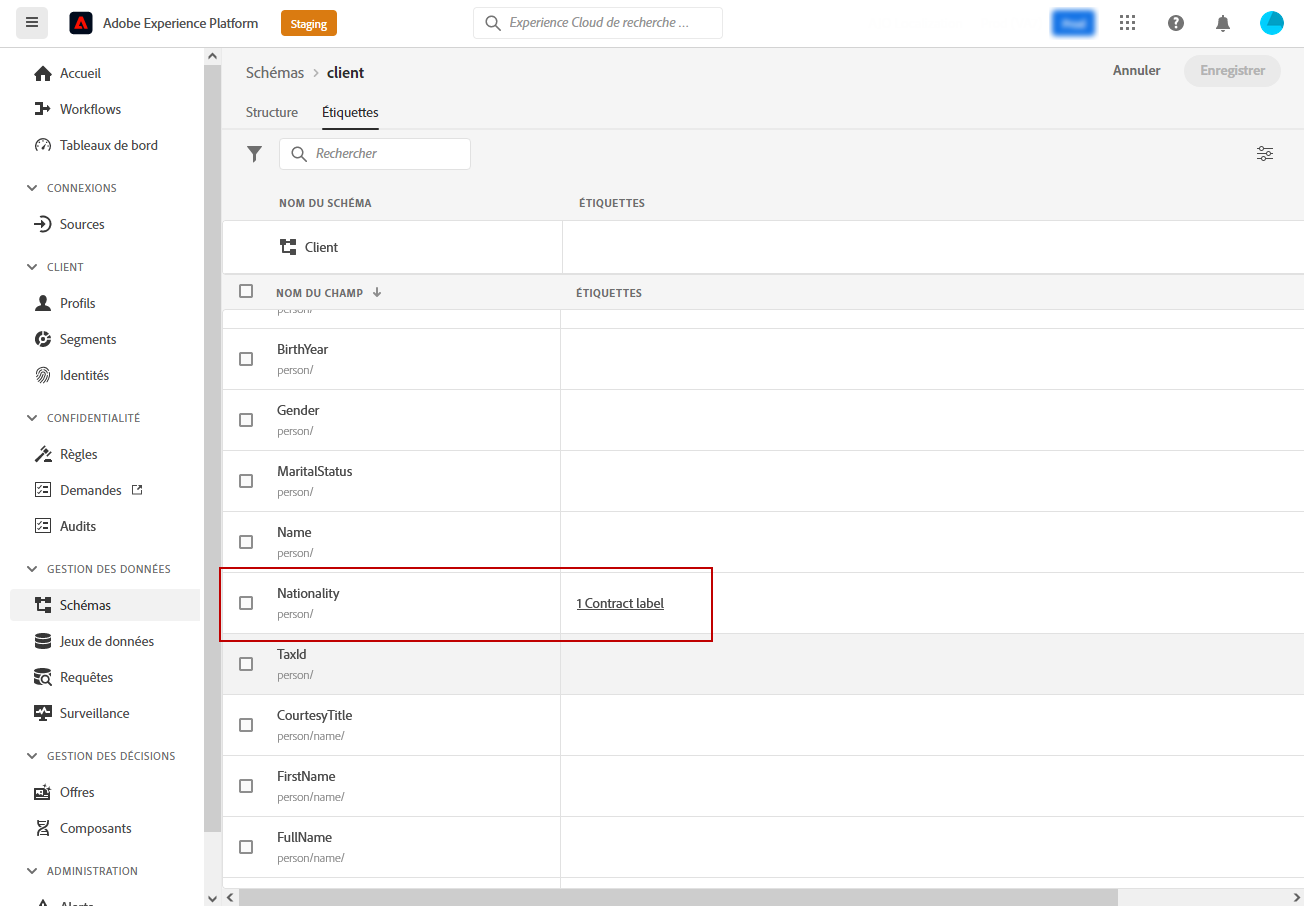 Adobe Experience Platform
Staging
Experience Cloud de recherche ...
Accueil
Workflows
Tableaux de bord
CONNEXIONS
Sources
CLIENT
Profils
Segments
Identités
CONFIDENTIALITÉ
Règles
Demandes
Audits
GESTION DES DONNÉES
Schémas
Jeux de données
Requêtes
Surveillance
GESTION DES DÉCISIONS
Offres
Composants
ADMINISTRATION
Alerts
Schémas > client
Annuler
Enregistrer
Structure
Étiquettes
Rechercher
NOM DU SCHÉMA
ÉTIQUETTES
Client
NOM DU CHAMP
ÉTIQUETTES
person/
BirthYear
person/
Gender
person/
MaritalStatus
person/
Name
person/
Nationality
person/
1 Contract label
TaxId
person/
CourtesyTitle
person/name/
FirstName
person/name/
FullName
person/name/